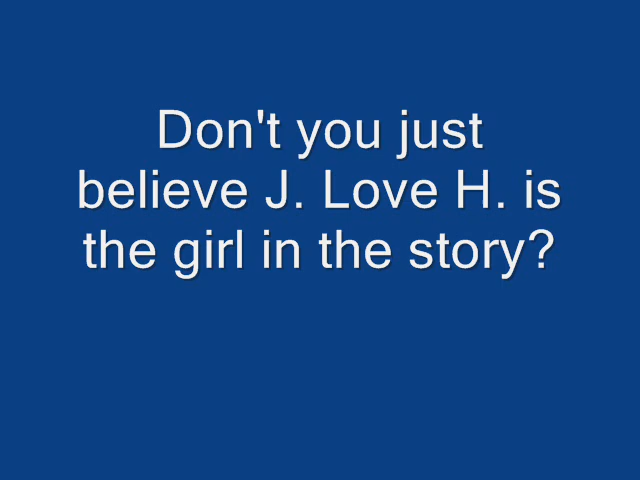 Don't you just
believe J. Love H. is
the girl in the story?